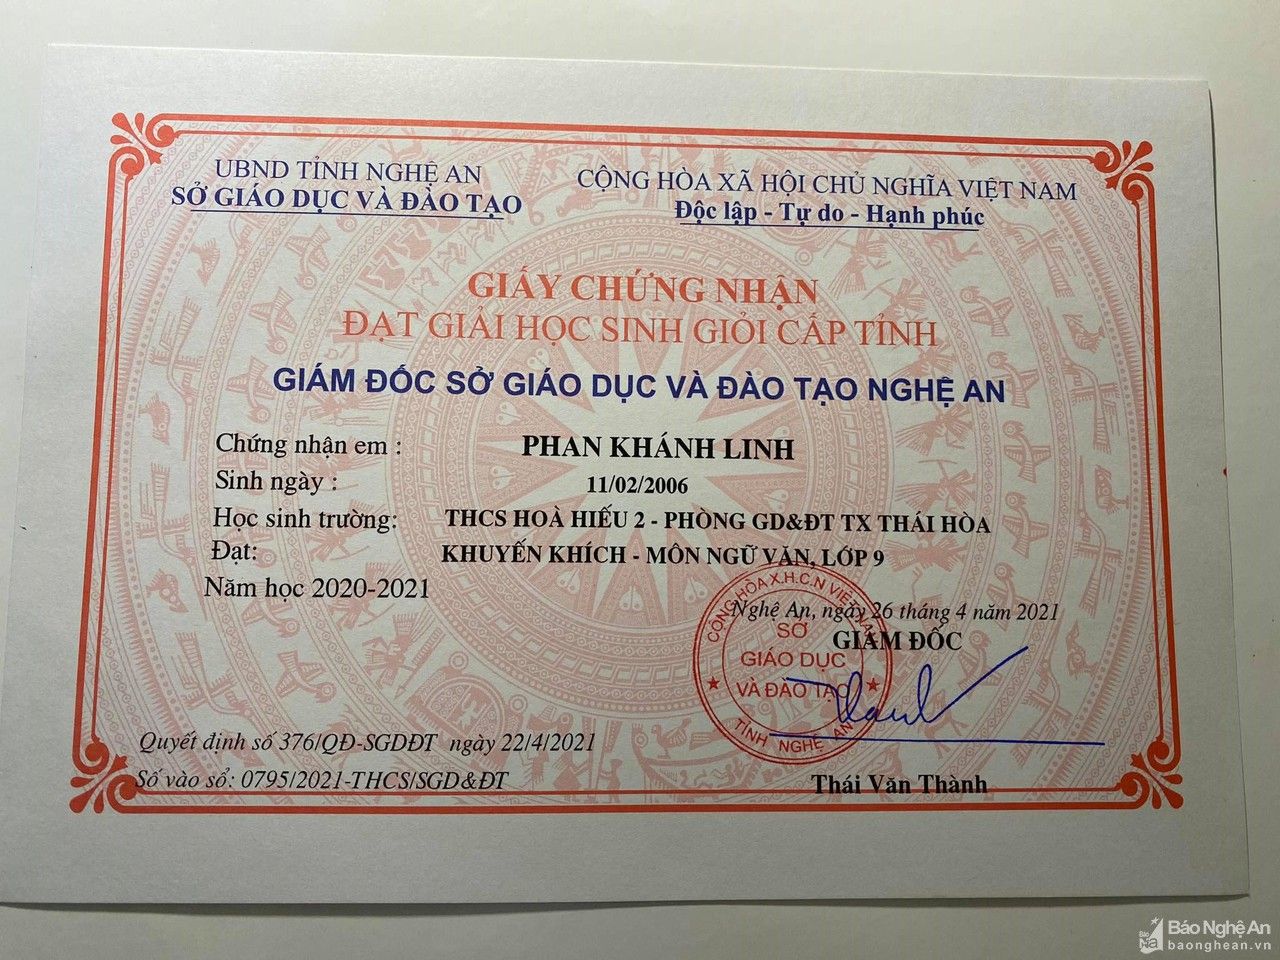 UBND TỈNH NGHỆ AN
SỞ GIÁO DỤC VÀ ĐÀO TẠO
CỘNG HÒA XÃ HỘI CHỦ NGHĨA VIỆT NAM
Độc lập - Tự do - Hạnh phúc
GIẤY CHỨNG NHẬN
ĐẠT GIẢI HỌC SINH GIỎI CẤP TỈNH
GIÁM ĐỐC SỞ GIÁO DỤC VÀ ĐÀO TẠO NGHỆ AN
Chứng nhận em : PHAN KHÁNH LINH
Sinh ngày : 11/02/2006
Học sinh trường: THCS HOÀ HIẾU 2 - PHÒNG GD&ĐT TX THÁI HÒA
Đạt: KHUYẾN KHÍCH - MÔN NGỮ VĂN, LỚP 9
Năm học 2020-2021
Nghệ An, ngày 26 tháng 4 năm 2021
GIÁM ĐỐC
CỘNG HÒA X.H.C.N VIỆT NAM
SỞ
GIÁO DỤC
VÀ ĐÀO TẠO
TỈNH NGHỆ AN
Quyết định số 376/QĐ-SGDĐT ngày 22/4/2021
Số vào sổ: 0795/2021-THCS/SGD&ĐT
Thái Văn Thành
Báo Nghệ An
baonghean.vn